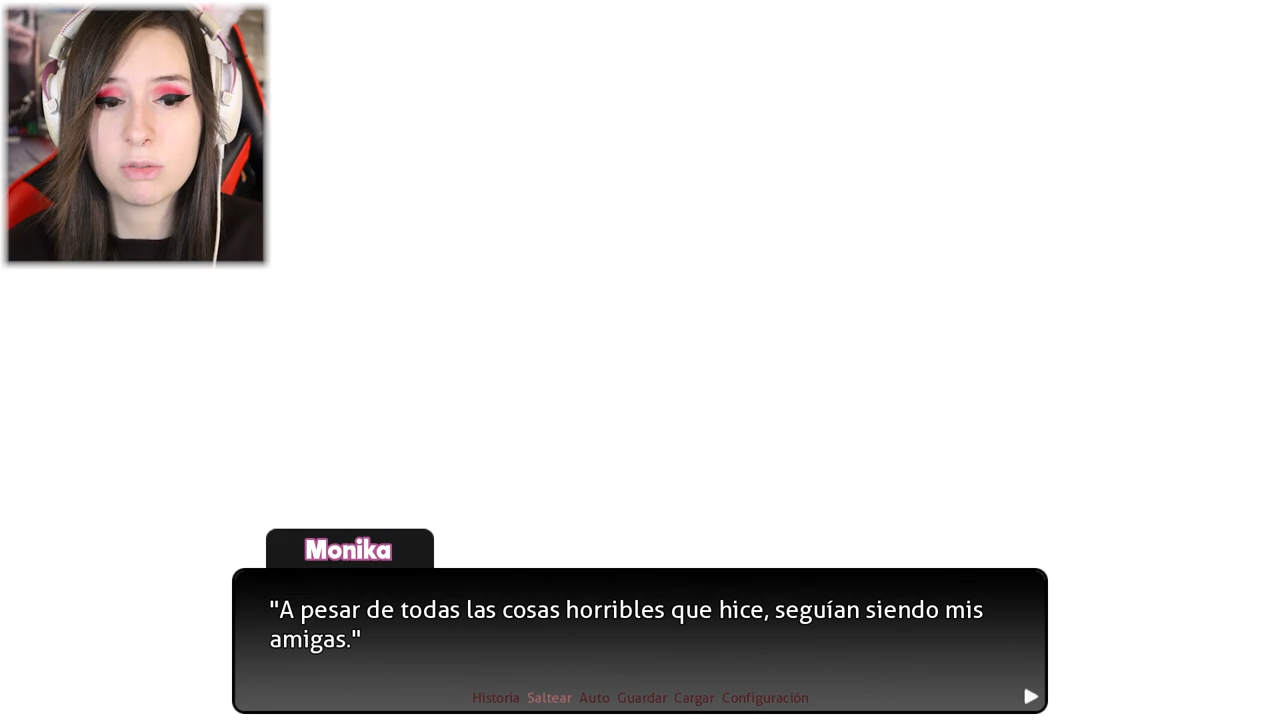 Monika
"A pesar de todas las cosas horribles que hice, seguían siendo mis
amigas."
Historia Saltear Auto Guardar Cargar Configuración